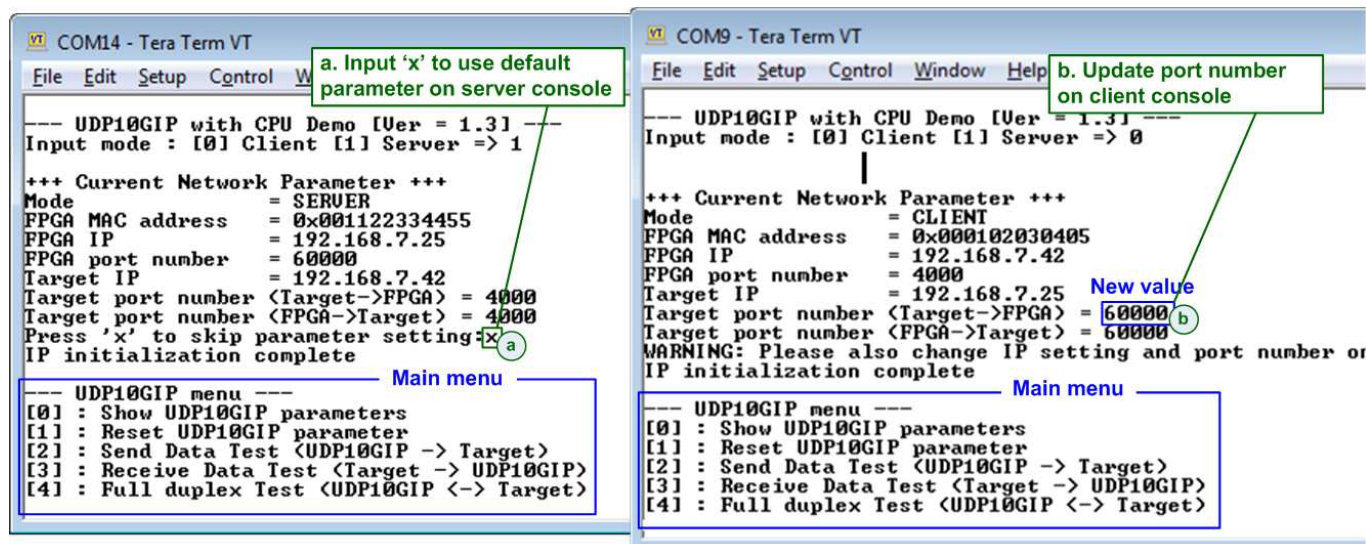 COM14 - Tera Term VT
File Edit Setup Control W
a. Input ‘x’ to use default
parameter on server console
--- UDP10GIP with CPU Demo [Ver = 1.3] ---
Input mode : [0] Client [1] Server => 1
+++ Current Network Parameter +++
Mode = SERVER
FPGA MAC address = 0x001122334455
FPGA IP = 192.168.7.25
FPGA port number = 60000
Target IP = 192.168.7.42
Target port number (Target->FPGA) = 4000
Target port number (FPGA->Target) = 4000
Press 'x' to skip parameter setting:x
a
IP initialization complete
Main menu
--- UDP10GIP menu ---
[0] : Show UDP10GIP parameters
[1] : Reset UDP10GIP parameter
[2] : Send Data Test (UDP10GIP -> Target)
[3] : Receive Data Test (Target -> UDP10GIP)
[4] : Full duplex Test (UDP10GIP <-> Target)
COM9 - Tera Term VT
File Edit Setup Control Window Help
b. Update port number
on client console
--- UDP10GIP with CPU Demo [Ver = 1.3] ---
Input mode : [0] Client [1] Server => 0
+++ Current Network Parameter +++
Mode = CLIENT
FPGA MAC address = 0x000102030405
FPGA IP = 192.168.7.42
FPGA port number = 4000
Target IP = 192.168.7.25
New value
Target port number (Target->FPGA) = 60000
b
Target port number (FPGA->Target) = 60000
WARNING: Please also change IP setting and port number or
IP initialization complete
Main menu
--- UDP10GIP menu ---
[0] : Show UDP10GIP parameters
[1] : Reset UDP10GIP parameter
[2] : Send Data Test (UDP10GIP -> Target)
[3] : Receive Data Test (Target -> UDP10GIP)
[4] : Full duplex Test (UDP10GIP <-> Target)